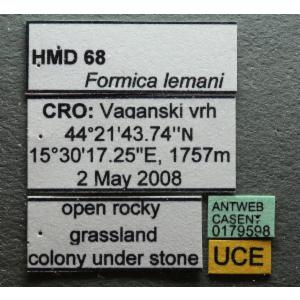 HMD 68
Formica lemani
CRO: Vaganski vrh
44°21'43.74"N
15°30'17.25"E, 1757m
2 May 2008
open rocky
grassland
colony under stone
ANTWEB
CASENT
0179598
UCE